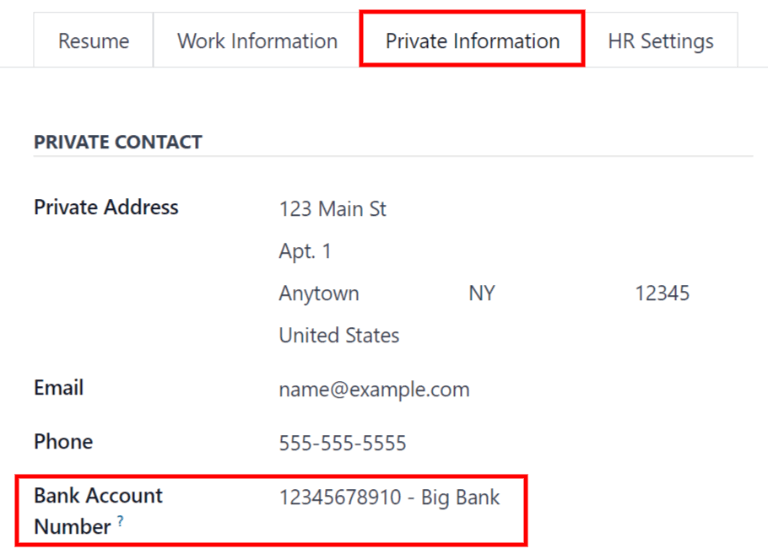 Resume Work Information Private Information HR Settings
PRIVATE CONTACT
Private Address 123 Main St
Apt. 1
Anytown NY 12345
United States
Email name@example.com
Phone 555-555-5555
Bank Account 12345678910 - Big Bank
Number ?